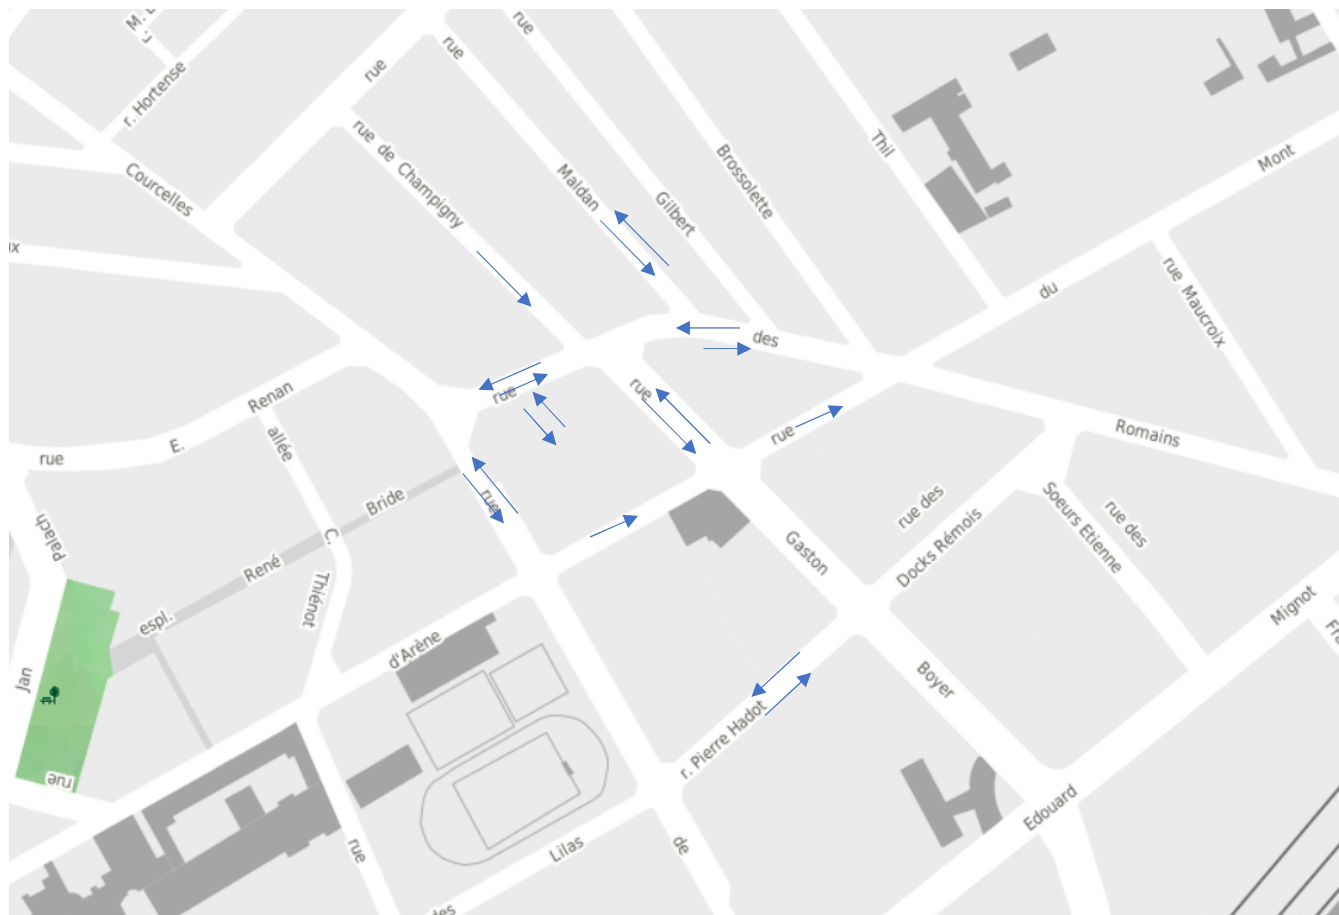 r. Hortense
rue
rue
rue
Courcelles
rue de Champigny
Maldan
Gilbert
Brossolette
Thil
Mont
du
rue Maucroix
des
rue
rue
rue
Romains
Renan
E.
rue
allée
C.
Thiénot
Bride
René
espl.
Palach
Jan
rue
rue
d'Arène
Gaston
Boyer
rue des
Docks Rémois
rue des
Soeurs Etienne
Mignot
Edouard
r. Pierre Hadot
Lilas
des
de
rue